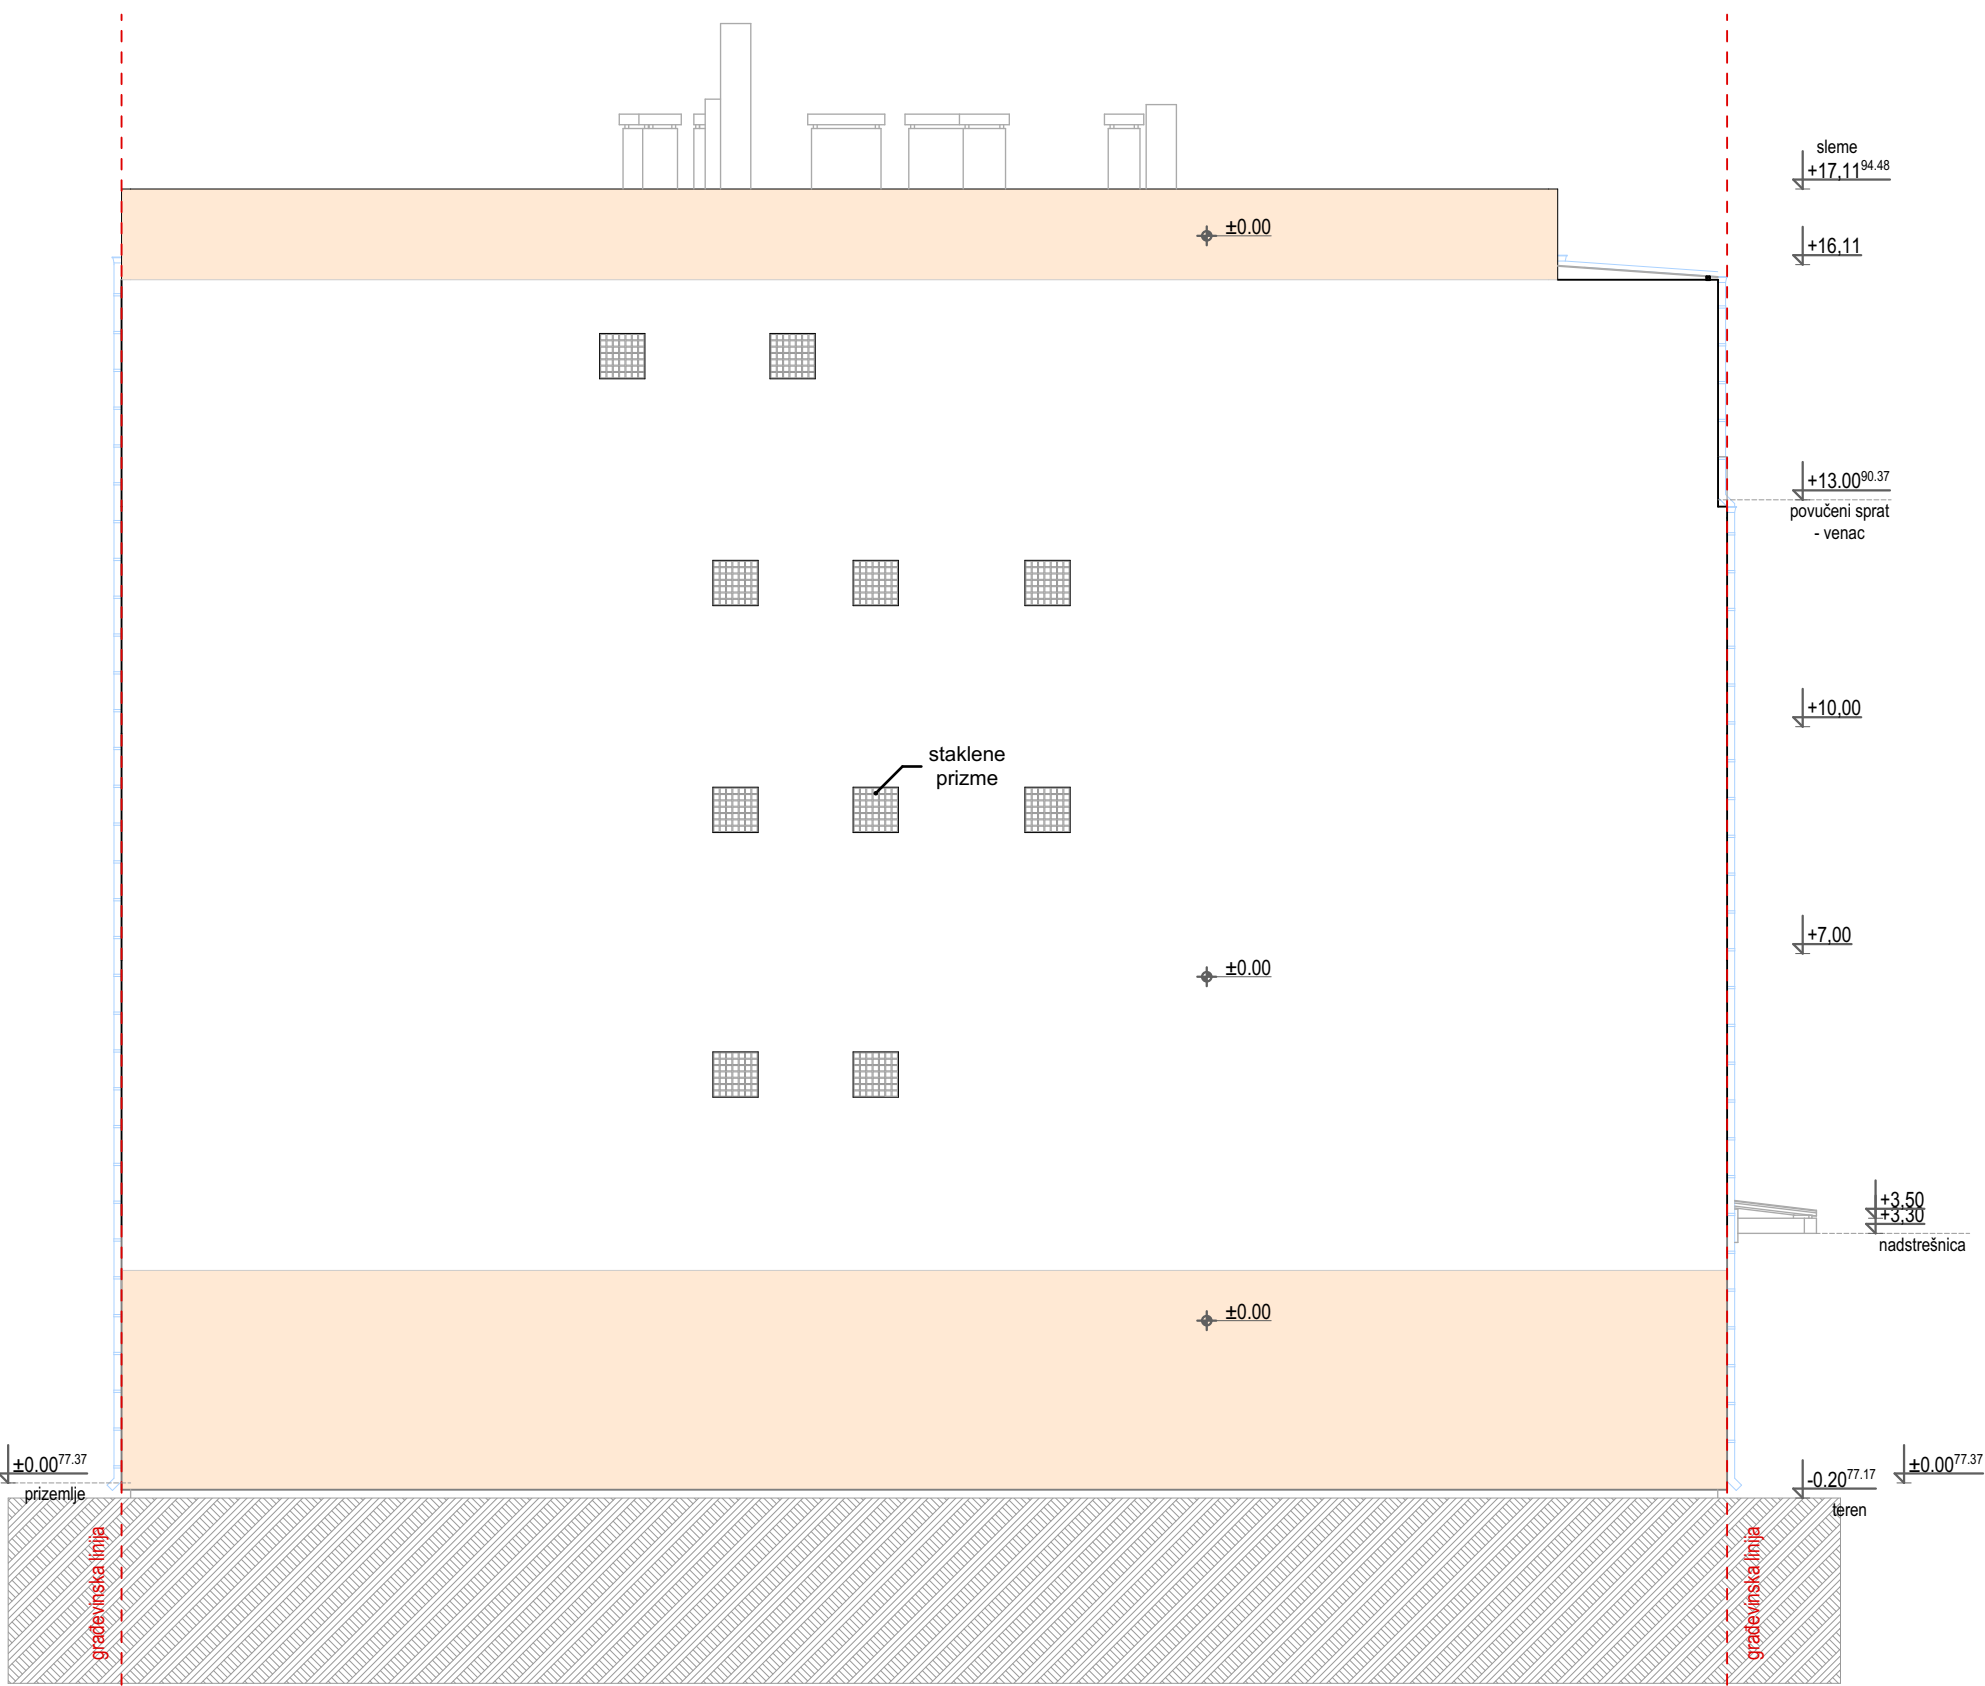 sleme
+17,11 94.48
±0.00
+16,11
+13.00 90.37
povučeni sprat
- venac
+10,00
staklene
prizme
+7,00
±0.00
+3,50
+3,30
nadstrešnica
±0.00
±0.00 77.37
prizemlje
-0.20 77.17
teren
±0.00 77.37
građevinska linija
građevinska linija